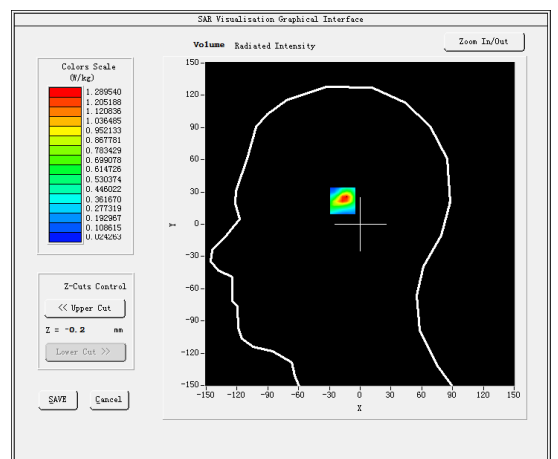 SAR Visualisation Graphical Interface
Volume Radiated Intensity
Zoom In/Out
Colors Scale
(W/kg)
1.289540
1.205188
1.120836
1.036485
0.952133
0.867781
0.783429
0.699078
0.614726
0.530374
0.446022
0.361670
0.277319
0.192967
0.108615
0.024263
Z-Cuts Control
<< Upper Cut
Z = -0.2 mm
Lower Cut >>
SAVE
Cancel
150
120
90
60
30
0
-30
-60
-90
-120
-150
Y
-150 -120 -90 -60 -30 0 30 60 90 120 150
X